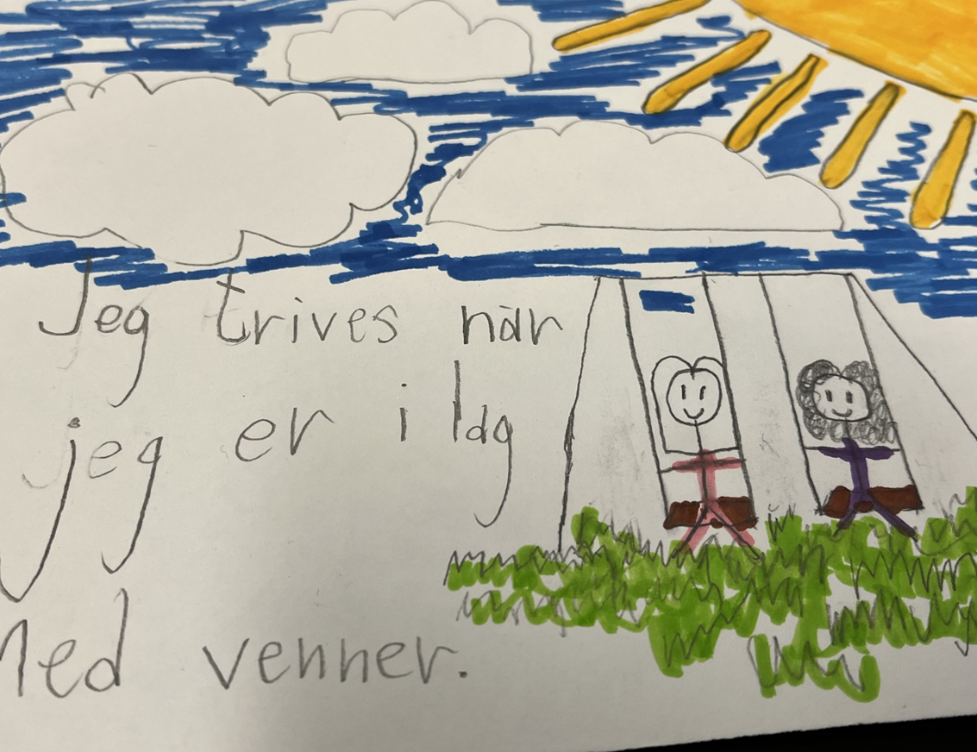 Jeg trives når
jeg er i lag
Med venner.